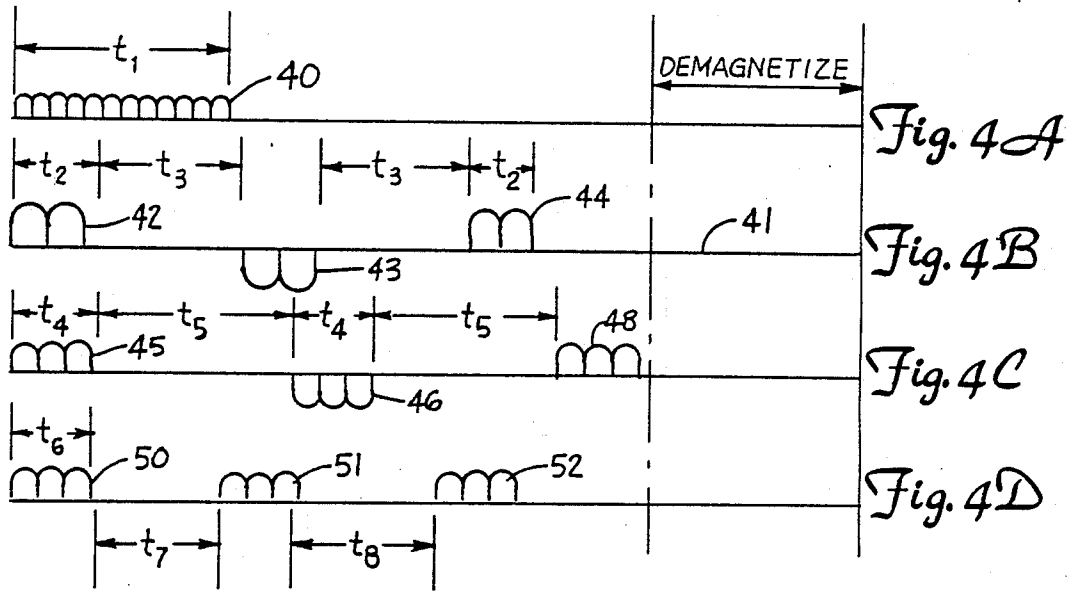 t₁
40
DEMAGNETIZE
Fig. 4A
t₂ t₃ t₃ t₂
42 43 44 41
Fig. 4B
t₄ t₅ t₄ t₅
45 46 48
Fig. 4C
t₆
50 51 52
Fig. 4D
t₇ t₈